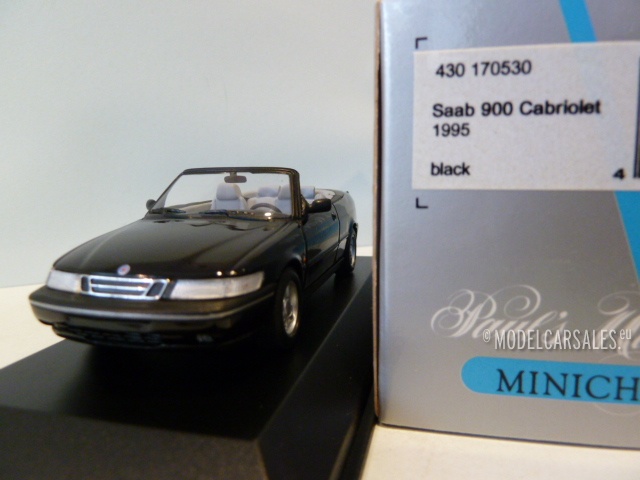 430 170530
Saab 900 Cabriolet
1995
black
4
© MODELCARSALES.eu
MINICH